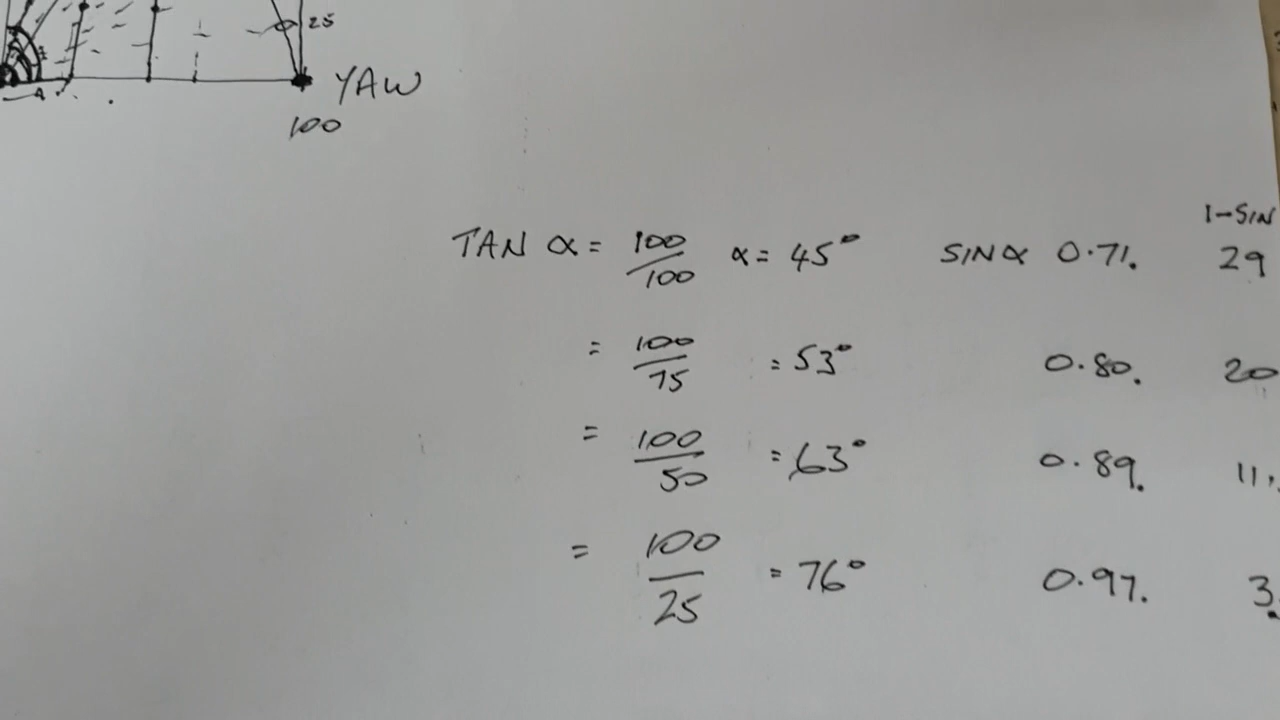 25
YAW
100
1-SIN
TAN α = 100/100 α = 45° SIN α 0.71. 29
= 100/75 = 53° 0.80. 20
= 100/50 = 63° 0.89. 11.
= 100/25 = 76° 0.97. 3.